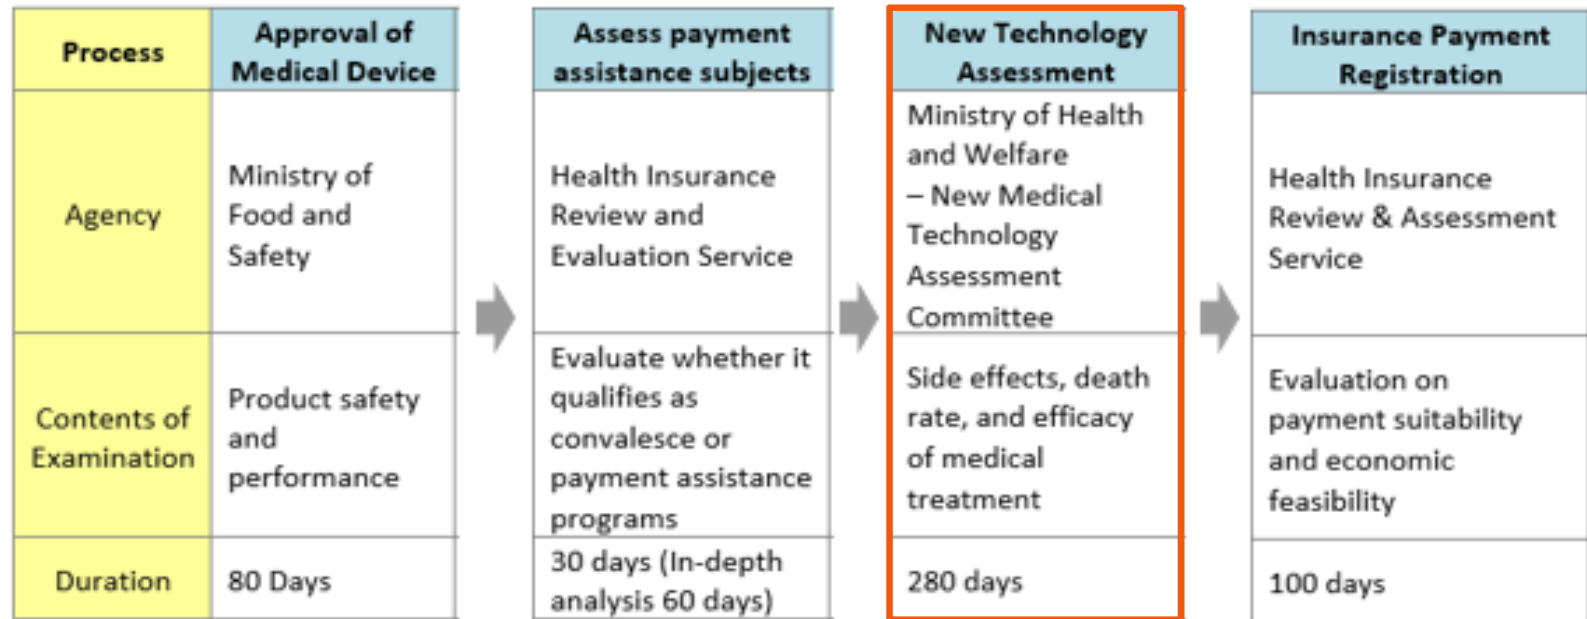 Process
Approval of
Medical Device
Assess payment
assistance subjects
New Technology
Assessment
Insurance Payment
Registration
Agency
Ministry of
Food and
Safety
Health Insurance
Review and
Evaluation Service
Ministry of Health
and Welfare
– New Medical
Technology
Assessment
Committee
Health Insurance
Review & Assessment
Service
Contents of
Examination
Product safety
and
performance
Evaluate whether it
qualifies as
convalesce or
payment assistance
programs
Side effects, death
rate, and efficacy
of medical
treatment
Evaluation on
payment suitability
and economic
feasibility
Duration
80 Days
30 days (In-depth
analysis 60 days)
280 days
100 days